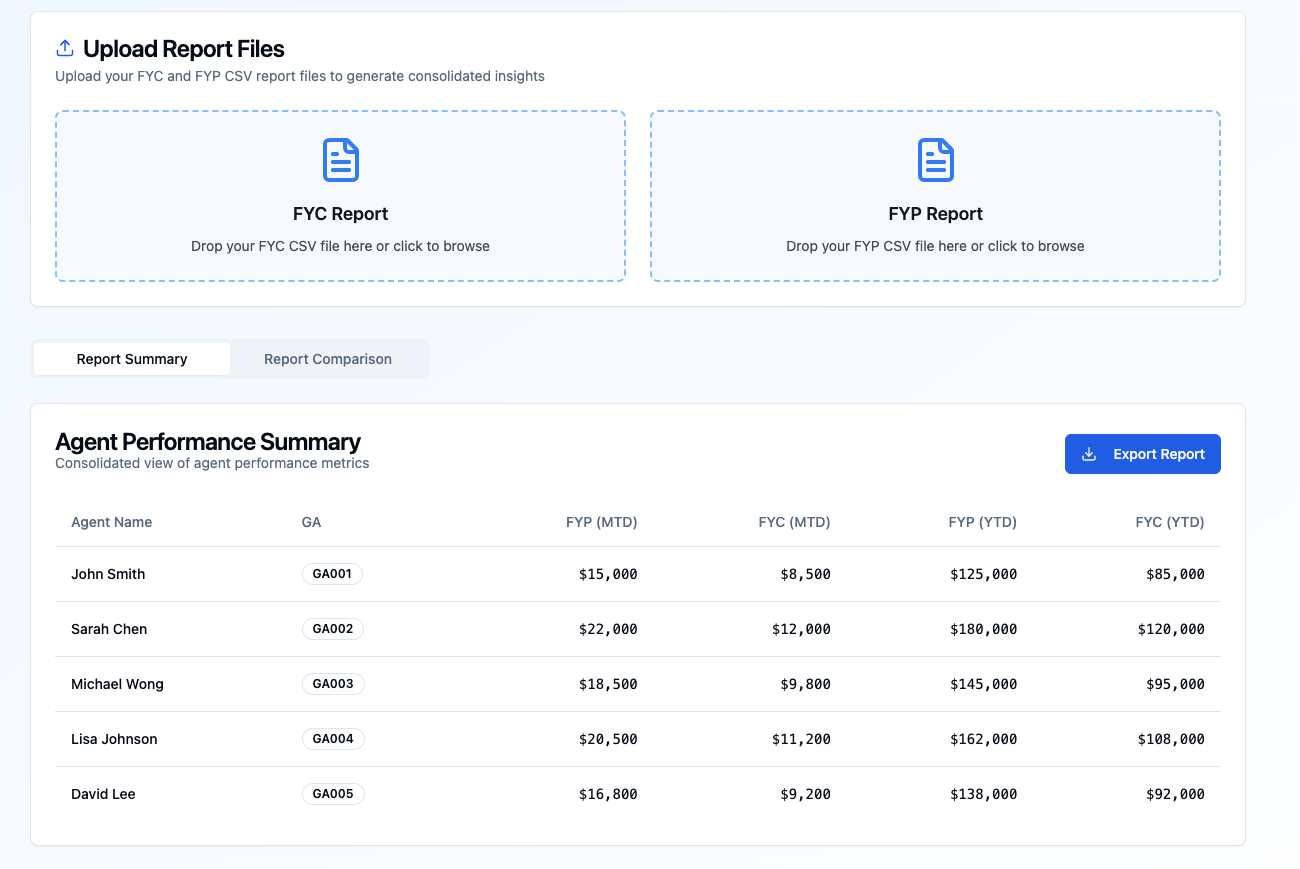 Upload Report Files
Upload your FYC and FYP CSV report files to generate consolidated insights
FYC Report
Drop your FYC CSV file here or click to browse
FYP Report
Drop your FYP CSV file here or click to browse
Report Summary
Report Comparison
Agent Performance Summary
Consolidated view of agent performance metrics
Export Report
Agent Name GA FYP (MTD) FYC (MTD) FYP (YTD) FYC (YTD)
John Smith GA001 $15,000 $8,500 $125,000 $85,000
Sarah Chen GA002 $22,000 $12,000 $180,000 $120,000
Michael Wong GA003 $18,500 $9,800 $145,000 $95,000
Lisa Johnson GA004 $20,500 $11,200 $162,000 $108,000
David Lee GA005 $16,800 $9,200 $138,000 $92,000